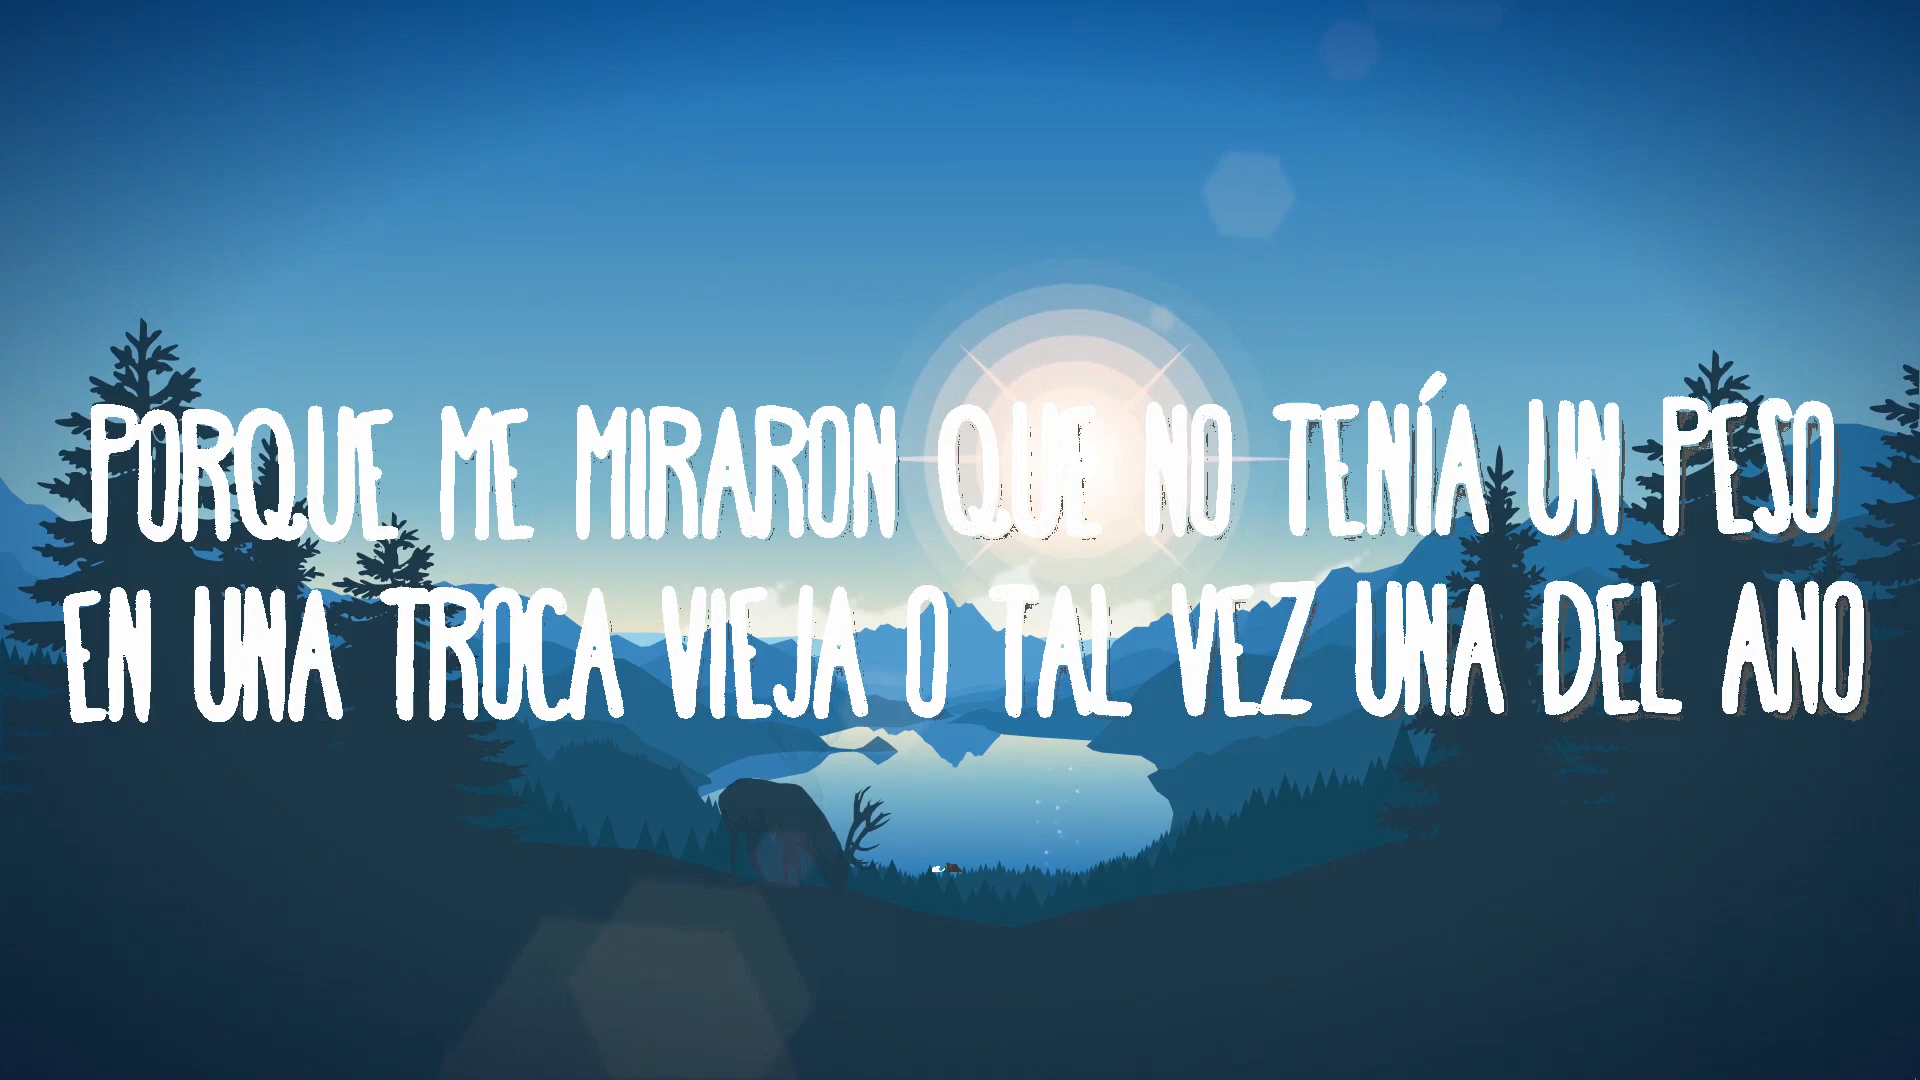 PORQUE ME MIRARON QUE NO TENÍA UN PESO
EN UNA TROCA VIEJA O TAL VEZ UNA DEL ANO